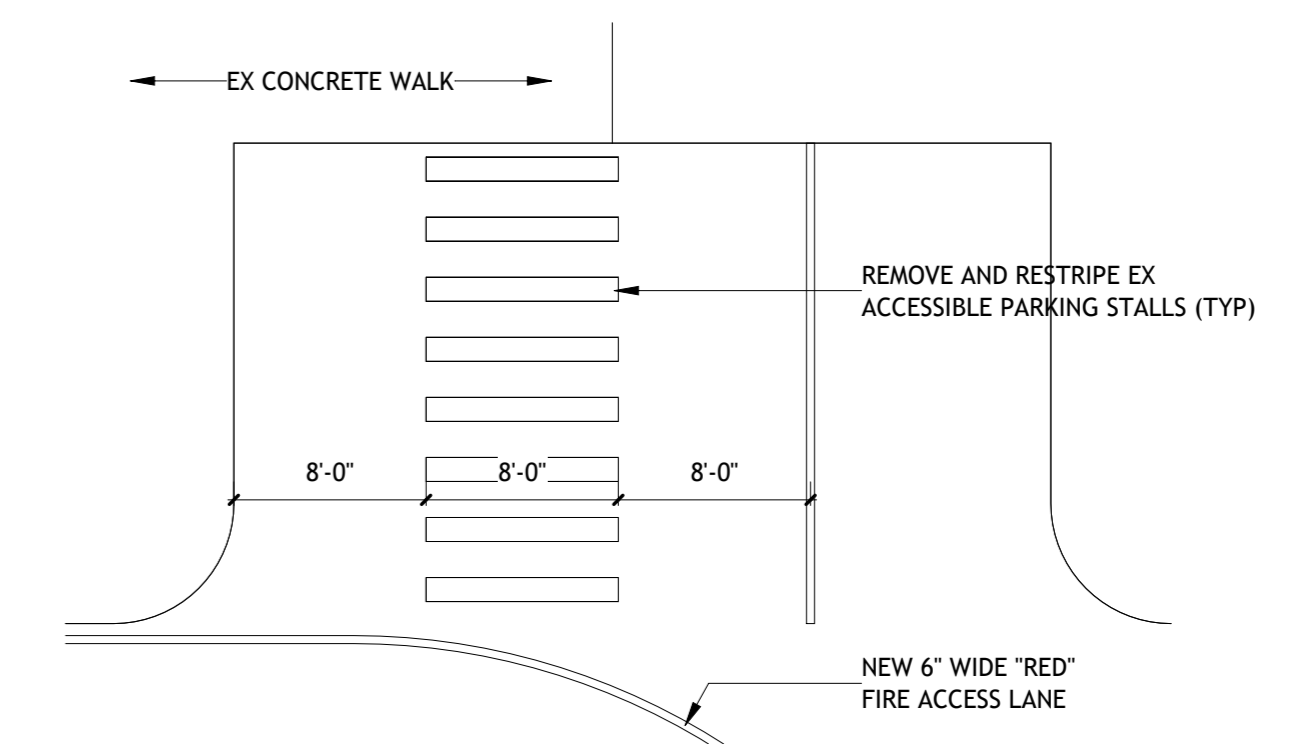 EX CONCRETE WALK
REMOVE AND RESTRIPE EX
ACCESSIBLE PARKING STALLS (TYP)
8'-0" 8'-0" 8'-0"
NEW 6" WIDE "RED"
FIRE ACCESS LANE